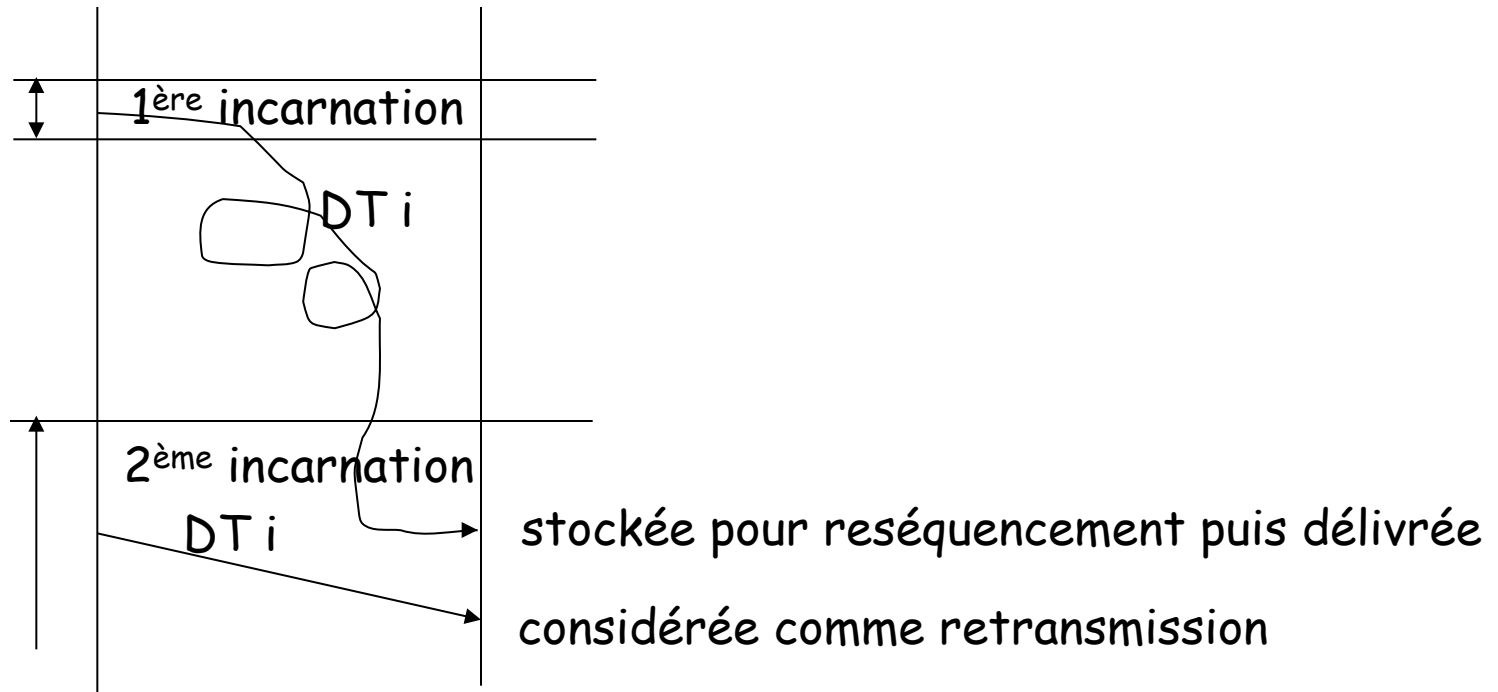 1ère incarnation
DT i
2ème incarnation
DT i
stockée pour reséquencement puis délivrée
considérée comme retransmission